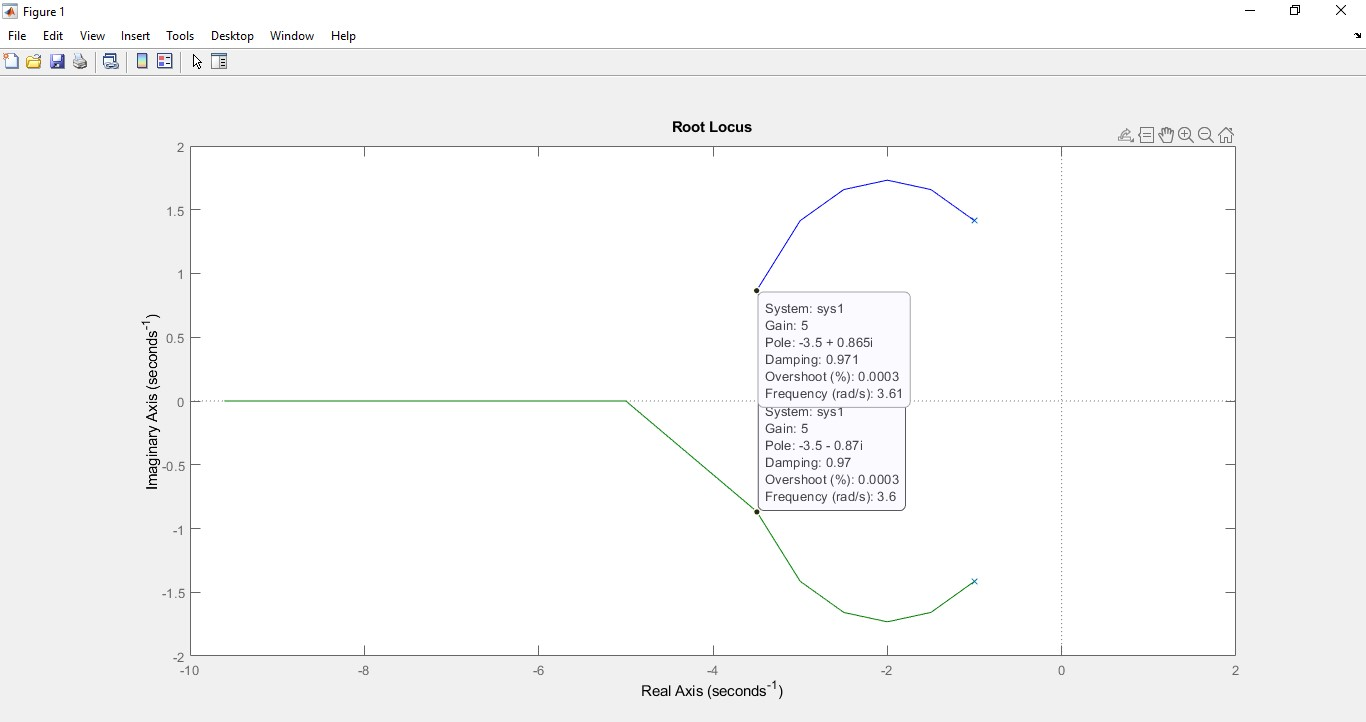 Figure 1
File Edit View Insert Tools Desktop Window Help
Root Locus
2
1.5
1
0.5
0
-0.5
-1
-1.5
-2
Imaginary Axis (seconds-1)
System: sys1
Gain: 5
Pole: -3.5 + 0.865i
Damping: 0.971
Overshoot (%): 0.0003
Frequency (rad/s): 3.61
System: sys1
Gain: 5
Pole: -3.5 - 0.87i
Damping: 0.97
Overshoot (%): 0.0003
Frequency (rad/s): 3.6
-10 -8 -6 -4 -2 0 2
Real Axis (seconds-1)